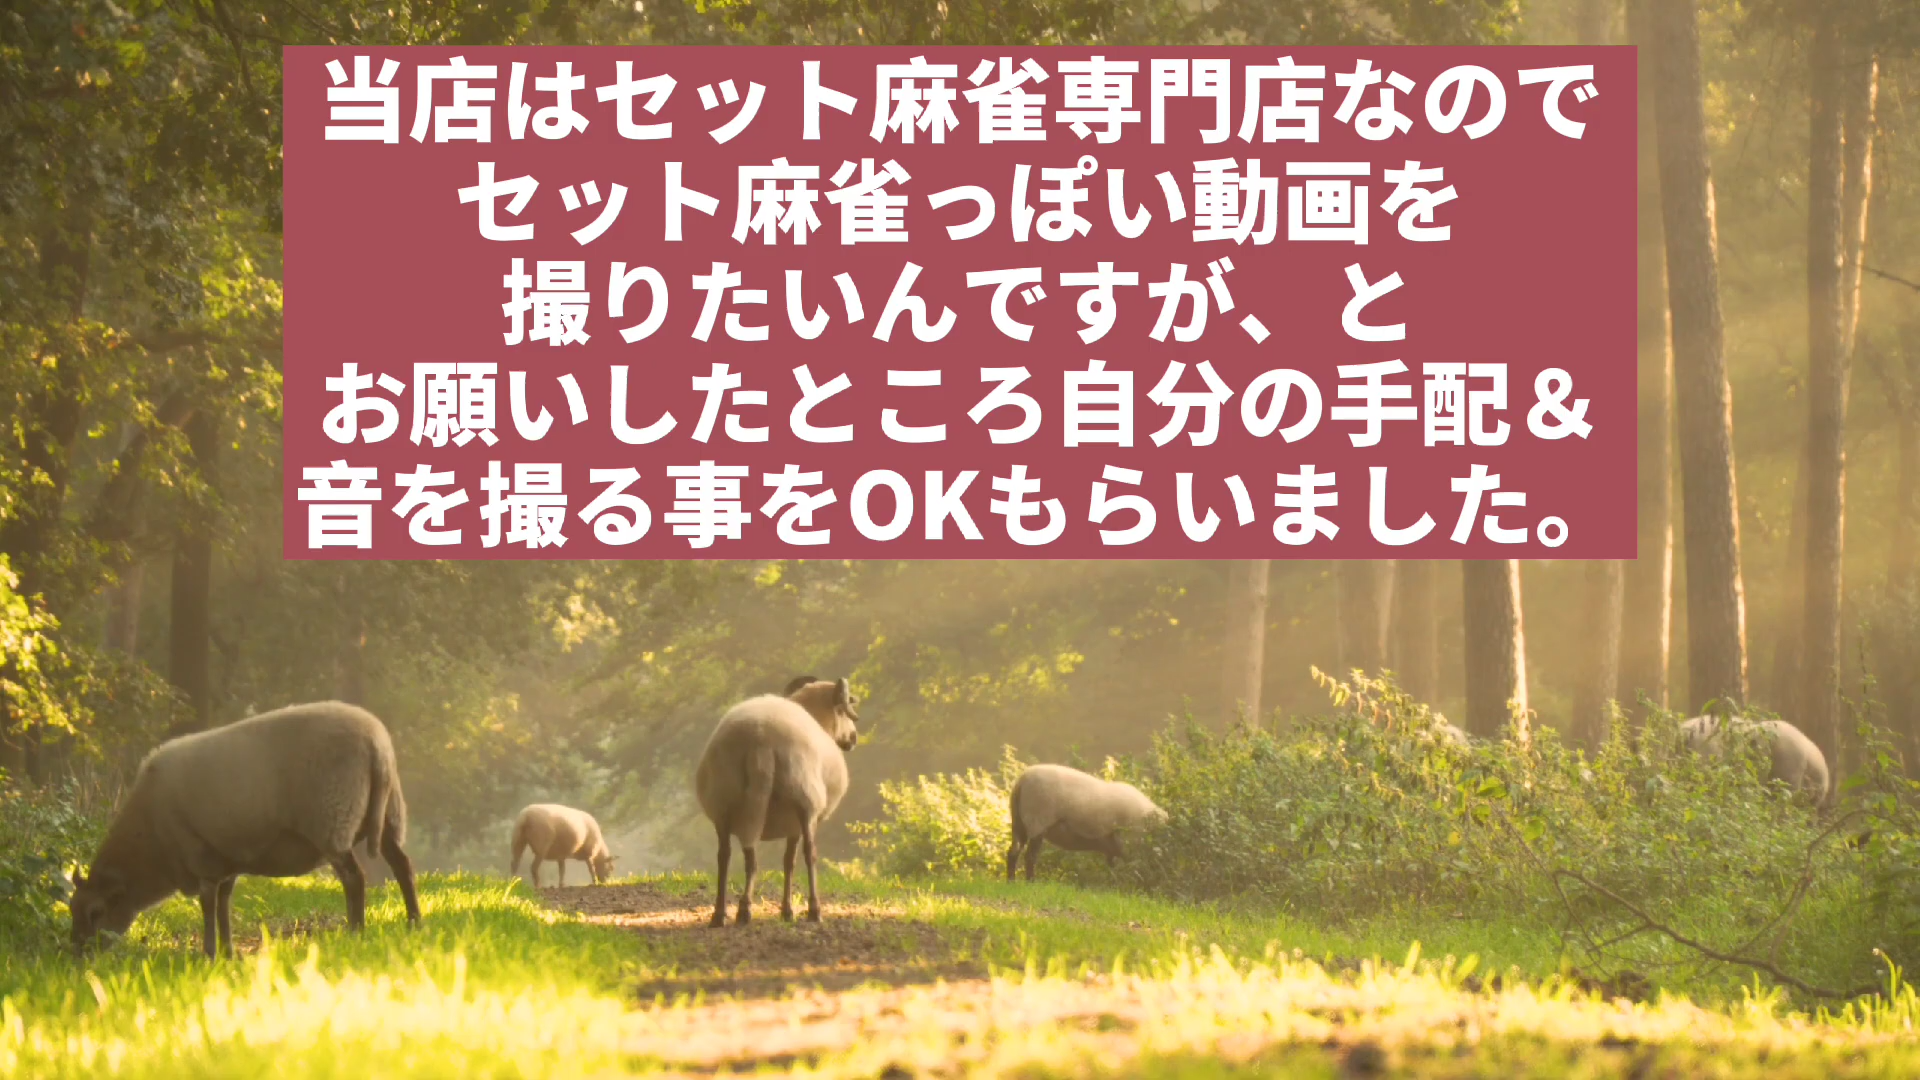 当店はセット麻雀専門店なので
セット麻雀っぽい動画を
撮りたいんですが、と
お願いしたところ自分の手配＆
音を撮る事をOKもらいました。